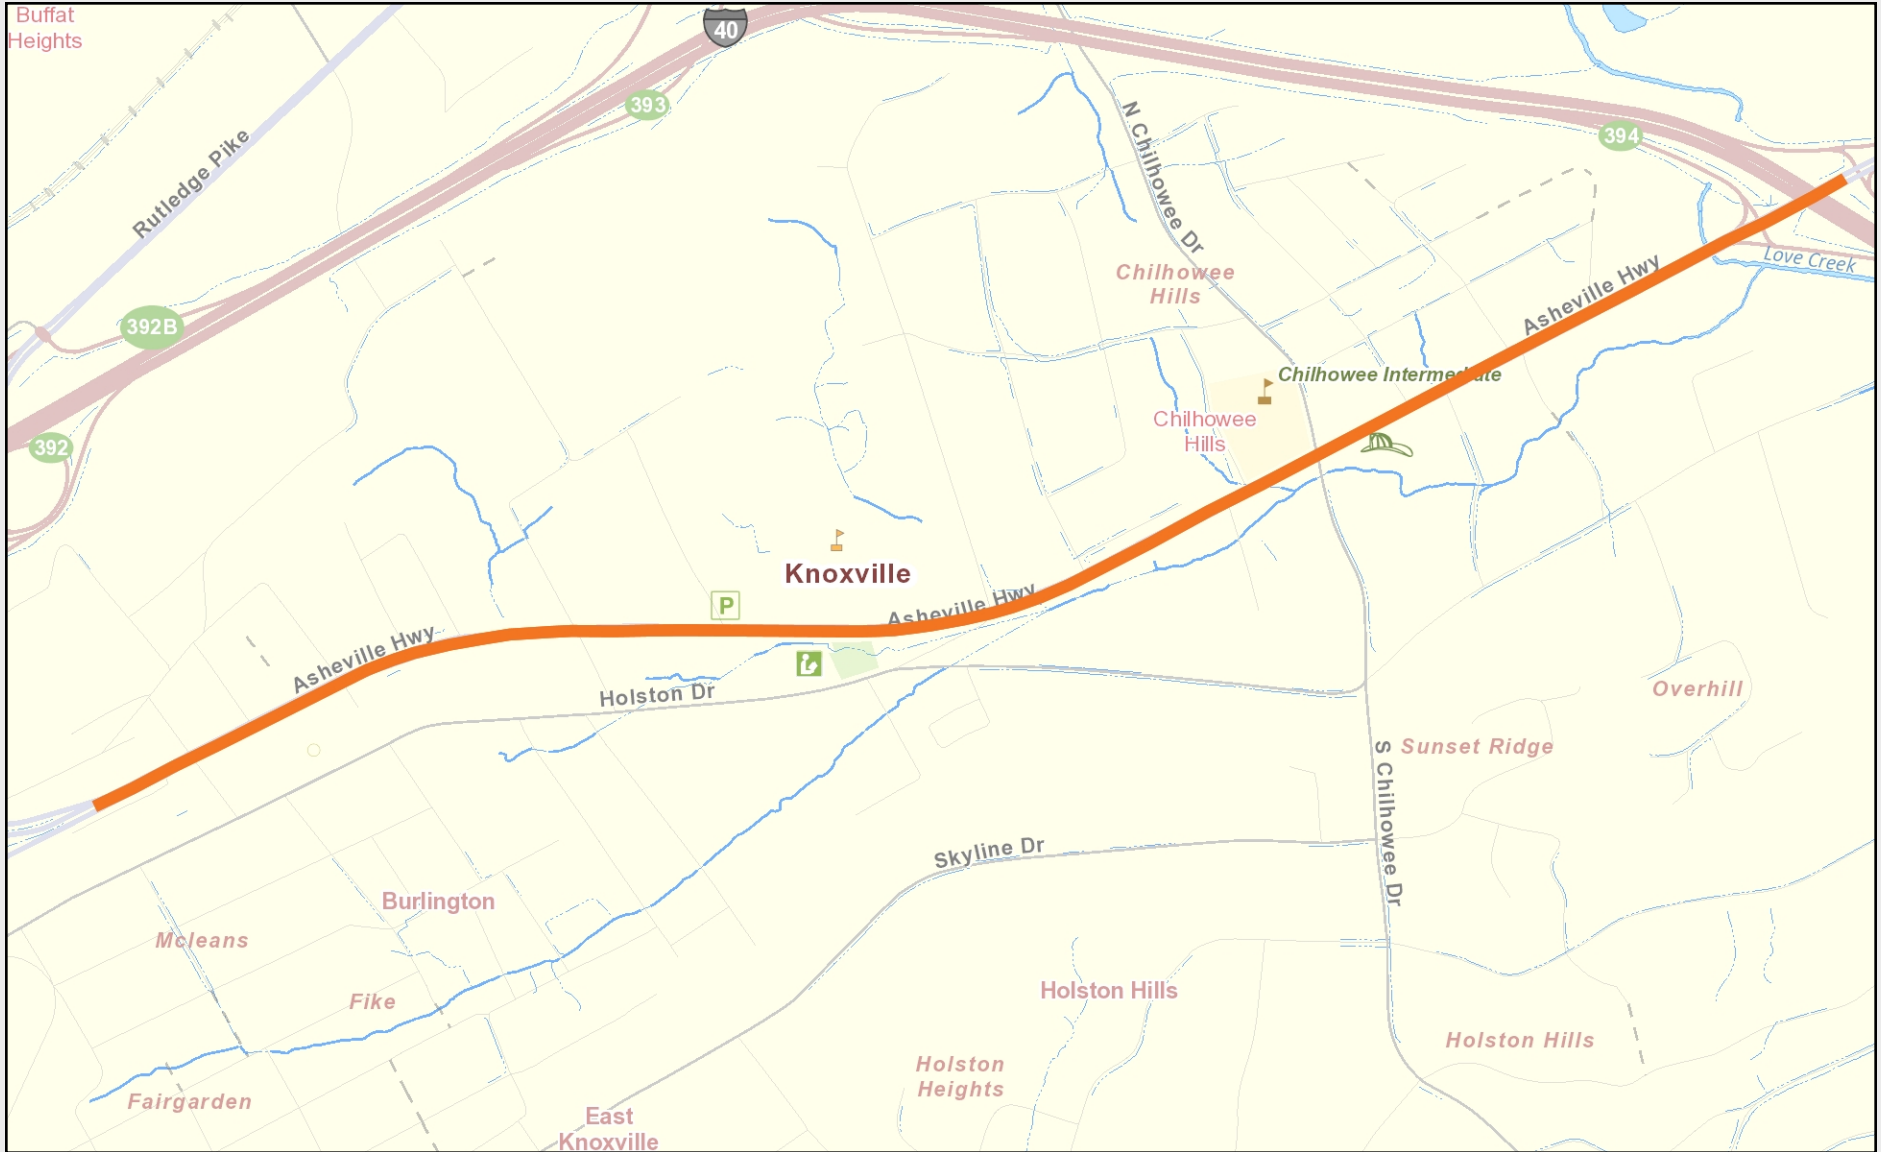 Buffat
Heights
40
393
394
Rutledge Pike
N Chilhowee Dr
Love Creek
Chilhowee
Hills
Asheville Hwy
392B
Chilhowee Intermediate
392
Chilhowee
Hills
Knoxville
P
Asheville Hwy
Asheville Hwy
Holston Dr
Overhill
Sunset Ridge
S Chilhowee Dr
Skyline Dr
Burlington
Mcleans
Fike
Holston Hills
Holston Hills
Holston
Heights
Fairgarden
East
Knoxville